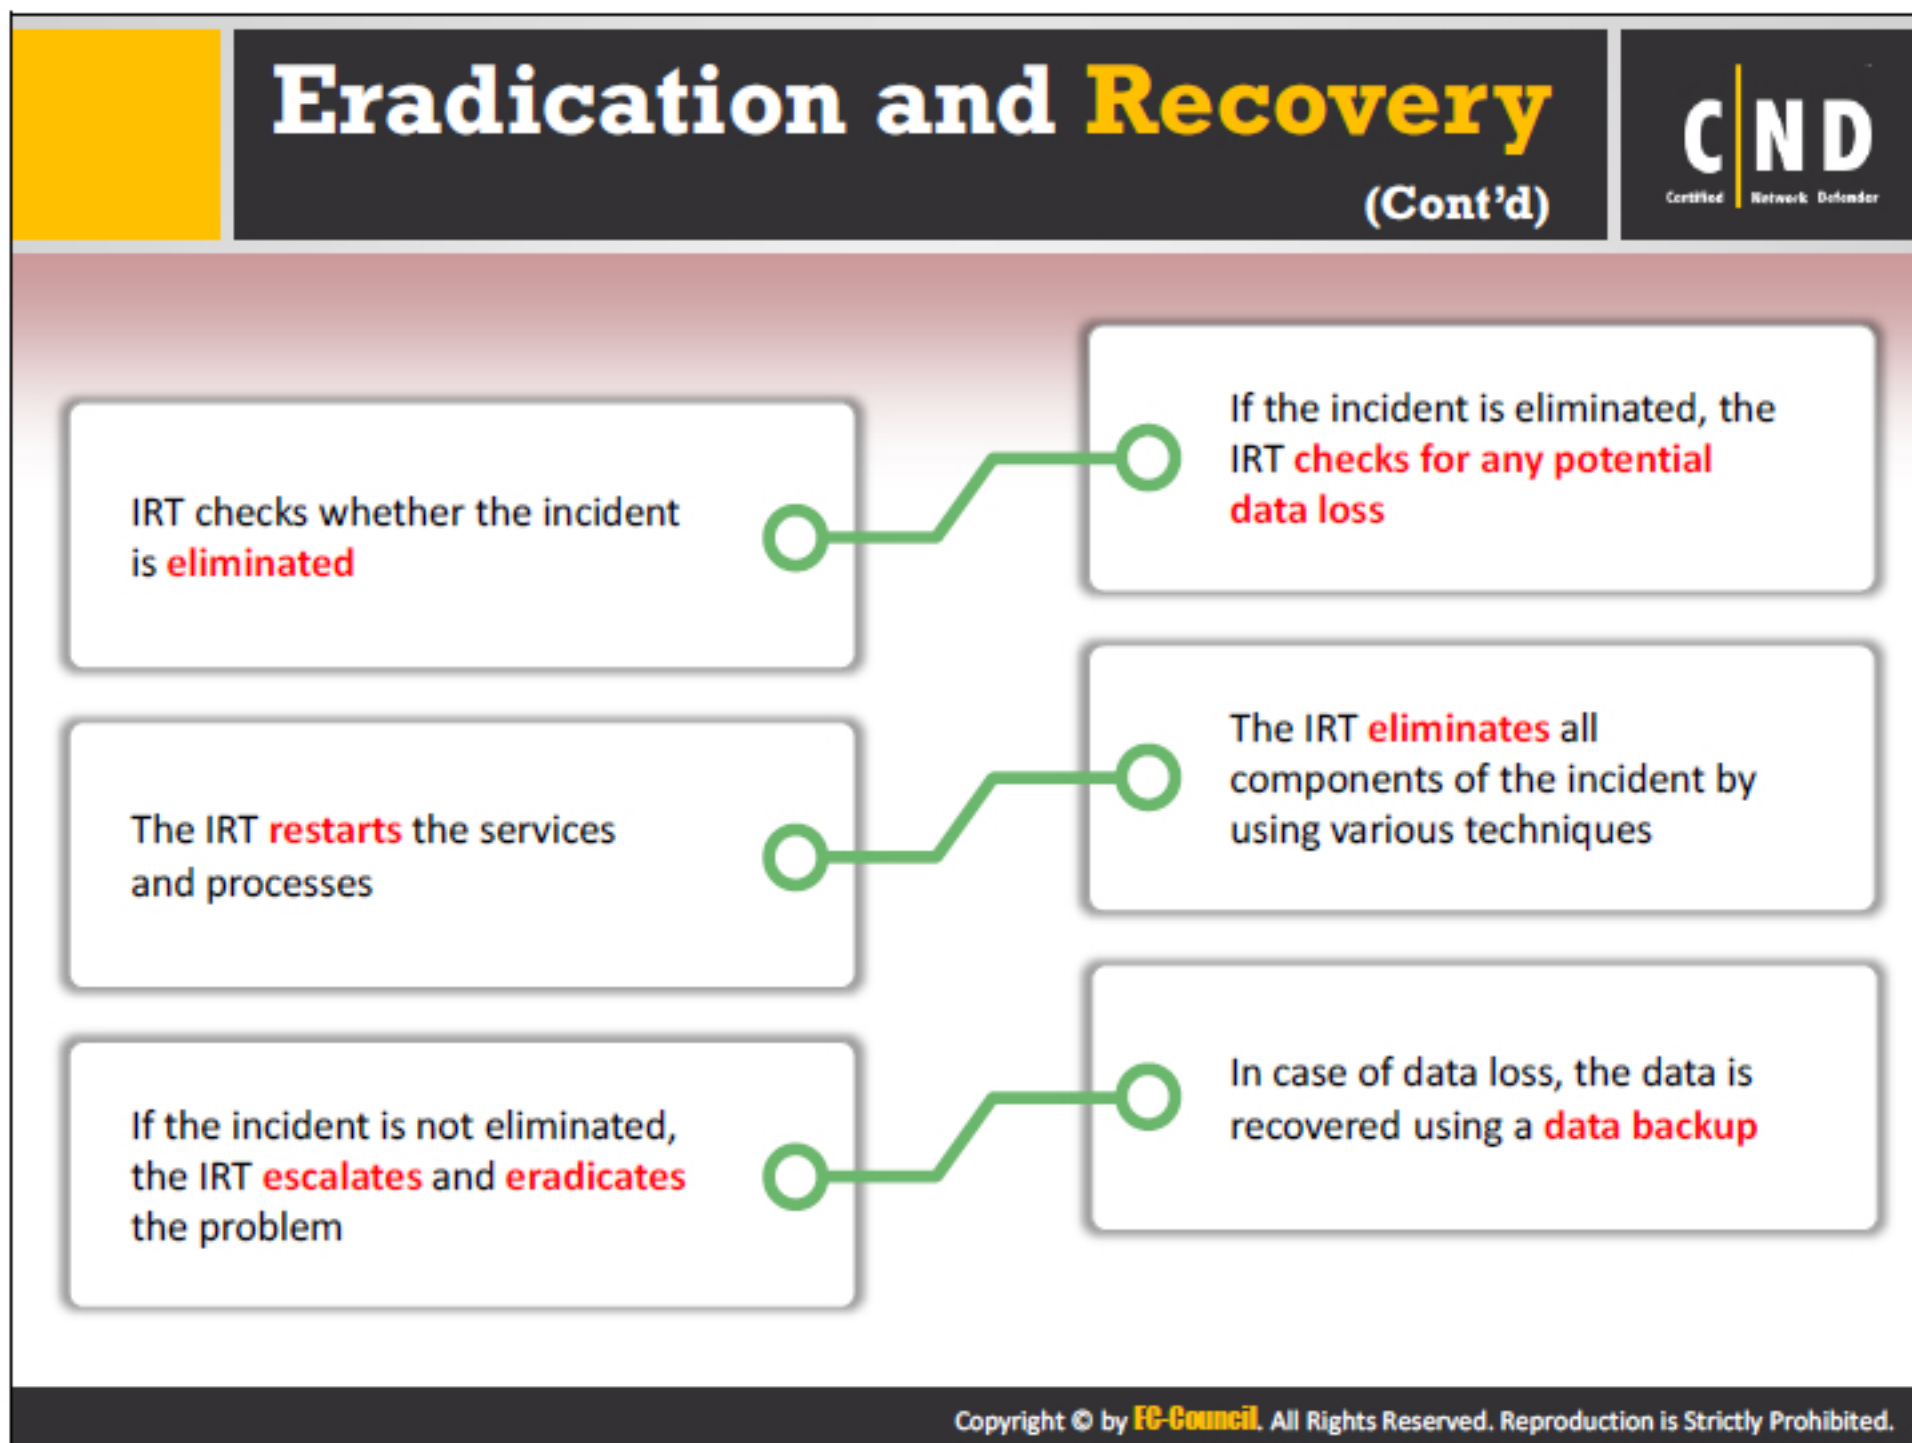 Eradication and Recovery
(Cont'd)
C|ND
Certified Network Defender
IRT checks whether the incident
is eliminated
If the incident is eliminated, the
IRT checks for any potential
data loss
The IRT restarts the services
and processes
The IRT eliminates all
components of the incident by
using various techniques
If the incident is not eliminated,
the IRT escalates and eradicates
the problem
In case of data loss, the data is
recovered using a data backup
Copyright © by EC-Council. All Rights Reserved. Reproduction is Strictly Prohibited.